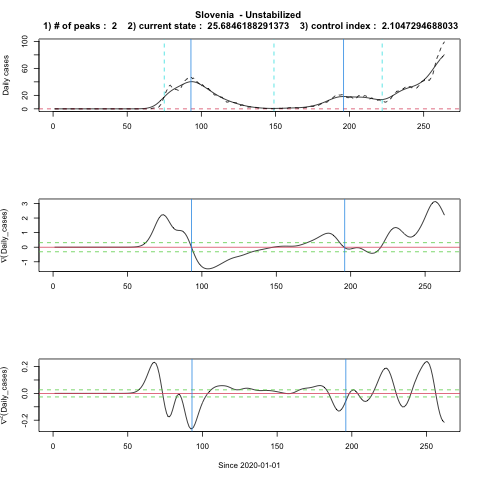 Slovenia - Unstabilized
1) # of peaks : 2 2) current state : 25.6846188291373 3) control index : 2.1047294688033
Daily cases
0 20 60 100
0 50 100 150 200 250
∇(Daily_cases)
-1 0 1 2 3
0 50 100 150 200 250
∇²(Daily_cases)
-0.2 0.0 0.2
0 50 100 150 200 250
Since 2020-01-01